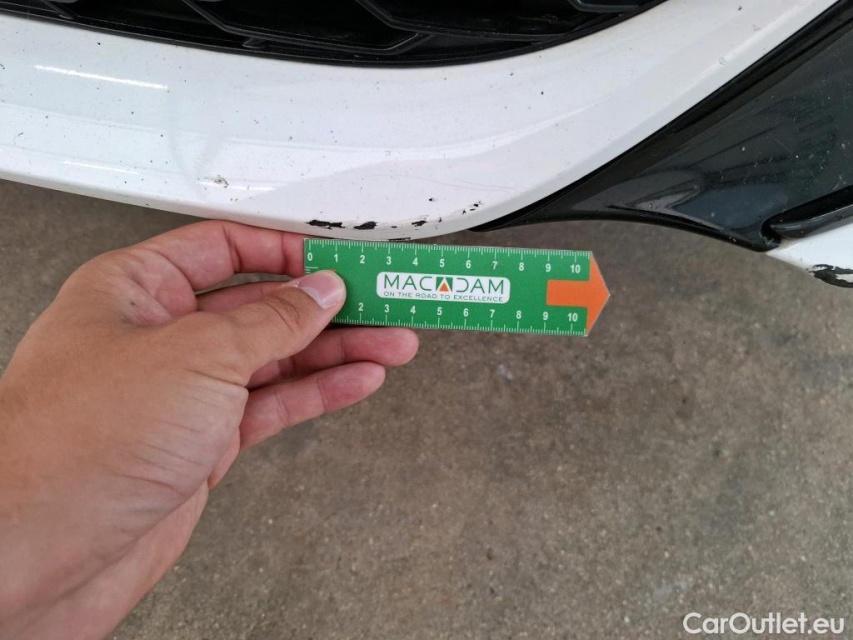 0 1 2 3 4 5 6 7 8 9 10
MACADAM
ON THE ROAD TO EXCELLENCE
2 3 4 5 6 7 8 9 10
CarOutlet.eu